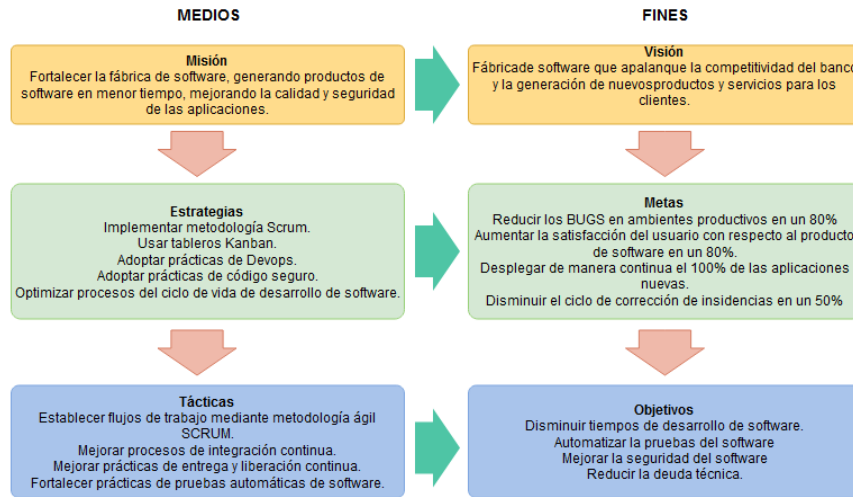 MEDIOS
FINES
Misión
Fortalecer la fábrica de software, generando productos de
software en menor tiempo, mejorando la calidad y seguridad
de las aplicaciones.
Visión
Fábricade software que apalanque la competitividad del banco
y la generación de nuevosproductos y servicios para los
clientes.
Estrategias
Implementar metodología Scrum.
Usar tableros Kanban.
Adoptar prácticas de Devops.
Adoptar prácticas de código seguro.
Optimizar procesos del ciclo de vida de desarrollo de software.
Metas
Reducir los BUGS en ambientes productivos en un 80%
Aumentar la satisfacción del usuario con respecto al producto
de software en un 80%.
Desplegar de manera continua el 100% de las aplicaciones
nuevas.
Disminuir el ciclo de corrección de insidencias en un 50%
Tácticas
Establecer flujos de trabajo mediante metodología ágil
SCRUM.
Mejorar procesos de integración continua.
Mejorar prácticas de entrega y liberación continua.
Fortalecer prácticas de pruebas automáticas de software.
Objetivos
Disminuir tiempos de desarrollo de software.
Automatizar la pruebas del software
Mejorar la seguridad del software
Reducir la deuda técnica.